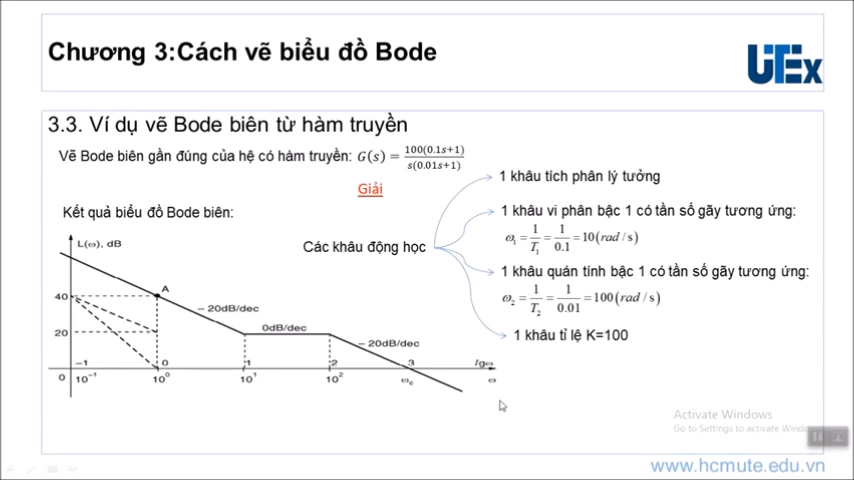 Chương 3:Cách vẽ biểu đồ Bode
UTEx
3.3. Ví dụ vẽ Bode biên từ hàm truyền
Vẽ Bode biên gần đúng của hệ có hàm truyền: G(s) = 100(0.1s+1) / s(0.01s+1)
Giải
Kết quả biểu đồ Bode biên:
Các khâu động học
1 khâu tích phân lý tưởng
1 khâu vi phân bậc 1 có tần số gãy tương ứng:
ω₁ = 1/T₁ = 1/0.1 = 10(rad / s)
1 khâu quán tính bậc 1 có tần số gãy tương ứng:
ω₂ = 1/T₂ = 1/0.01 = 100(rad / s)
1 khâu tỉ lệ K=100
L(ω), dB
A
40
− 20dB/dec
0dB/dec
20
− 20dB/dec
−1 0 1 2 3 lgω
0 10⁻¹ 10⁰ 10¹ 10² ωc ω
Activate Windows
Go to Settings to activate Windo
www.hcmute.edu.vn